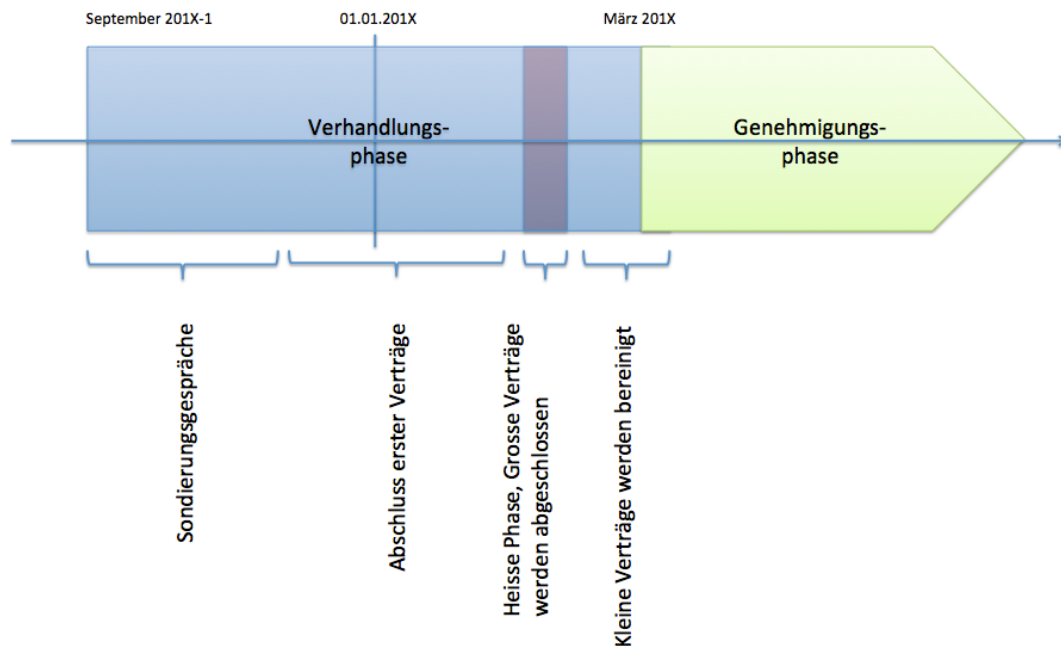 September 201X-1
01.01.201X
März 201X
Verhandlungs-
phase
Genehmigungs-
phase
Sondierungsgespräche
Abschluss erster Verträge
Heisse Phase, Grosse Verträge
werden abgeschlossen
Kleine Verträge werden bereinigt